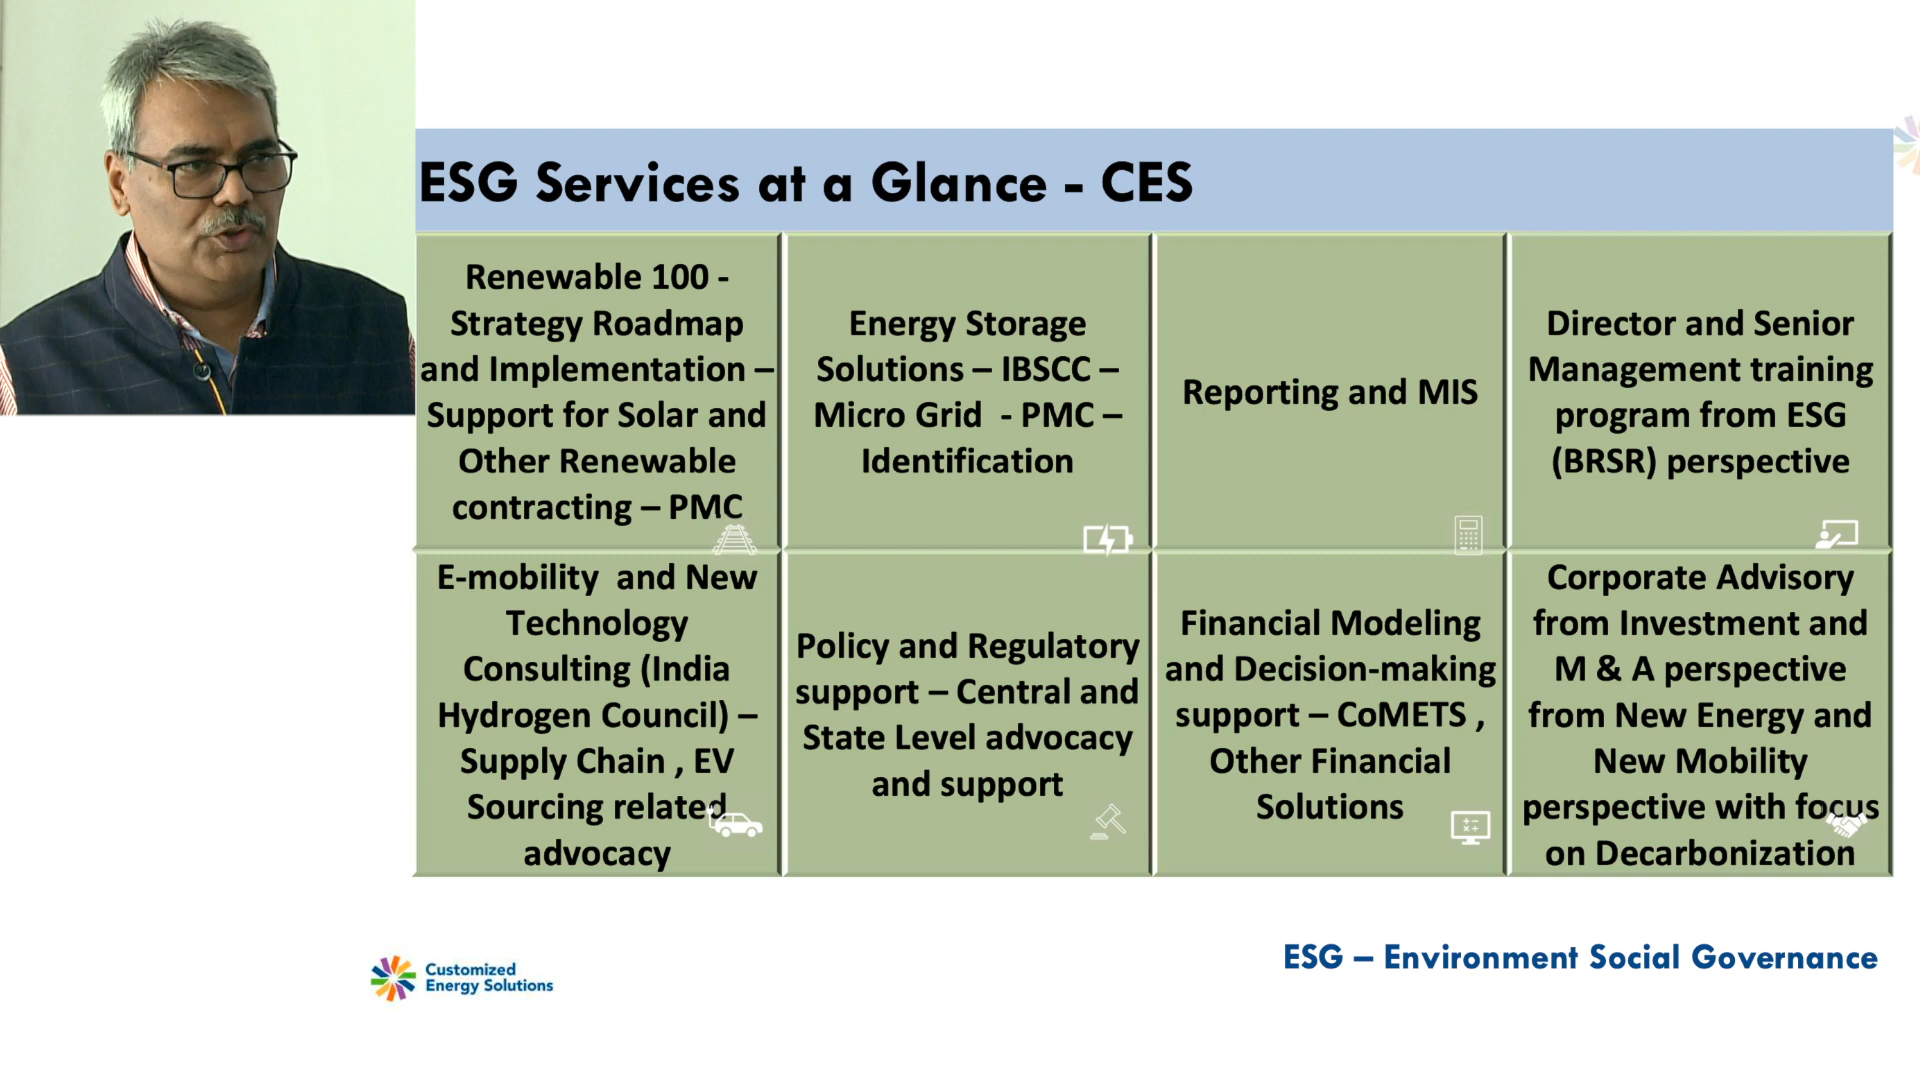 ESG Services at a Glance - CES
Renewable 100 -
Strategy Roadmap
and Implementation –
Support for Solar and
Other Renewable
contracting – PMC
Energy Storage
Solutions – IBSCC –
Micro Grid - PMC –
Identification
Reporting and MIS
Director and Senior
Management training
program from ESG
(BRSR) perspective
E-mobility and New
Technology
Consulting (India
Hydrogen Council) –
Supply Chain , EV
Sourcing related
advocacy
Policy and Regulatory
support – Central and
State Level advocacy
and support
Financial Modeling
and Decision-making
support – CoMETS ,
Other Financial
Solutions
Corporate Advisory
from Investment and
M & A perspective
from New Energy and
New Mobility
perspective with focus
on Decarbonization
Customized
Energy Solutions
ESG – Environment Social Governance